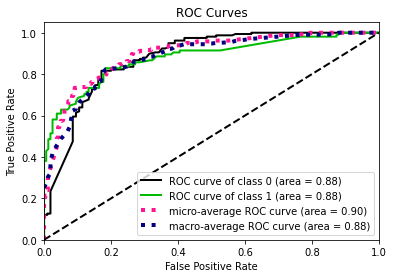 ROC Curves
True Positive Rate
1.0
0.8
0.6
0.4
0.2
0.0
ROC curve of class 0 (area = 0.88)
ROC curve of class 1 (area = 0.88)
micro-average ROC curve (area = 0.90)
macro-average ROC curve (area = 0.88)
0.0 0.2 0.4 0.6 0.8 1.0
False Positive Rate